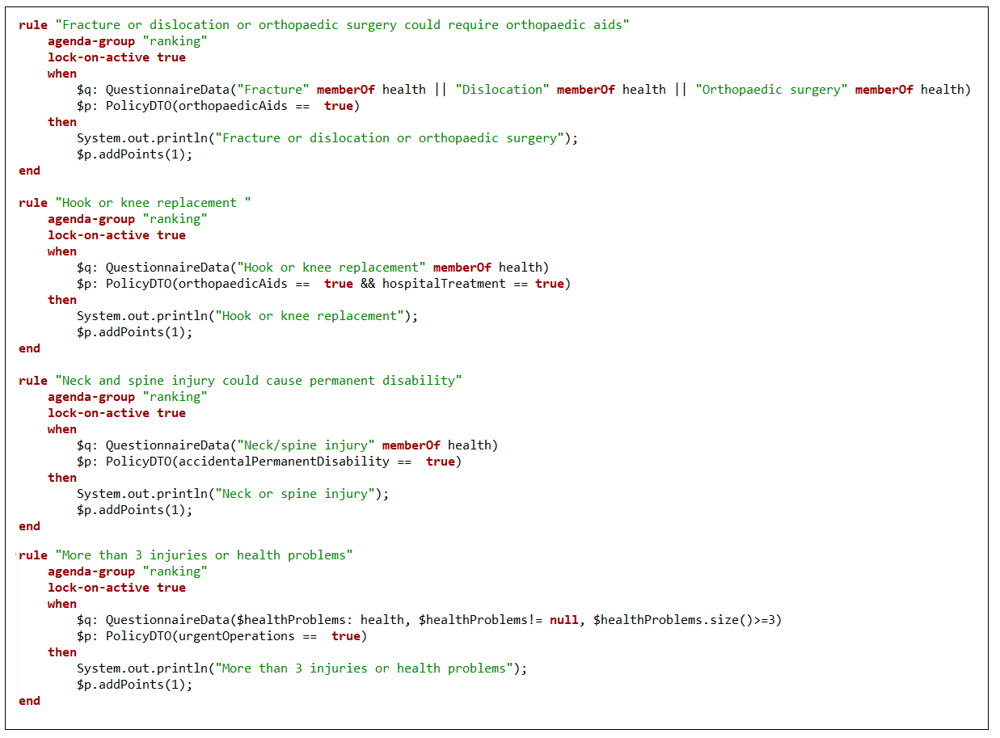 rule "Fracture or dislocation or orthopaedic surgery could require orthopaedic aids"
    agenda-group "ranking"
    lock-on-active true
    when
        $q: QuestionnaireData("Fracture" memberOf health || "Dislocation" memberOf health || "Orthopaedic surgery" memberOf health)
        $p: PolicyDTO(orthopaedicAids ==  true)
    then
        System.out.println("Fracture or dislocation or orthopaedic surgery");
        $p.addPoints(1);
end

rule "Hook or knee replacement "
    agenda-group "ranking"
    lock-on-active true
    when
        $q: QuestionnaireData("Hook or knee replacement" memberOf health)
        $p: PolicyDTO(orthopaedicAids ==  true && hospitalTreatment == true)
    then
        System.out.println("Hook or knee replacement");
        $p.addPoints(1);
end

rule "Neck and spine injury could cause permanent disability"
    agenda-group "ranking"
    lock-on-active true
    when
        $q: QuestionnaireData("Neck/spine injury" memberOf health)
        $p: PolicyDTO(accidentalPermanentDisability ==  true)
    then
        System.out.println("Neck or spine injury");
        $p.addPoints(1);
end

rule "More than 3 injuries or health problems"
    agenda-group "ranking"
    lock-on-active true
    when
        $q: QuestionnaireData($healthProblems: health, $healthProblems!= null, $healthProblems.size()>=3)
        $p: PolicyDTO(urgentOperations ==  true)
    then
        System.out.println("More than 3 injuries or health problems");
        $p.addPoints(1);
end